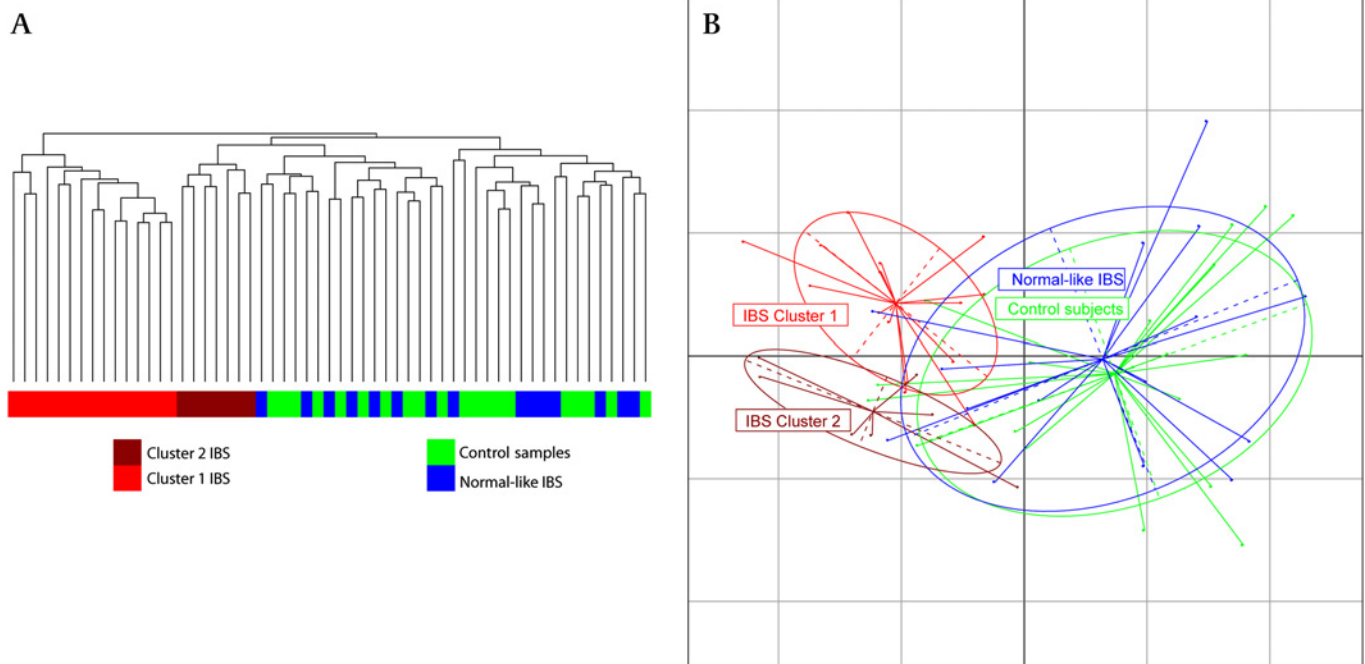 A
Cluster 2 IBS
Cluster 1 IBS
Control samples
Normal-like IBS
B
Normal-like IBS
Control subjects
IBS Cluster 1
IBS Cluster 2